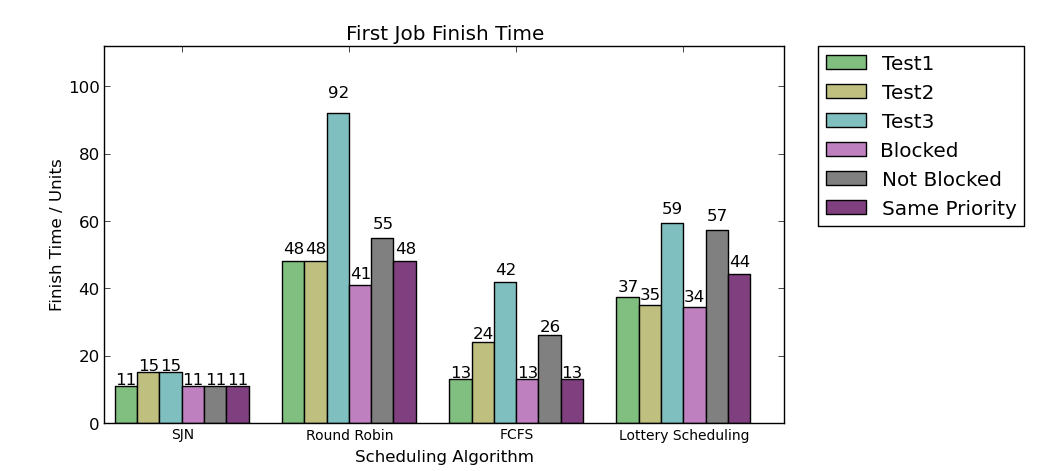 First Job Finish Time
Finish Time / Units
100
80
60
40
20
0
11 15 15 11 11 11
48 48 92 41 55 48
13 24 42 13 26 13
37 35 59 34 57 44
SJN Round Robin FCFS Lottery Scheduling
Scheduling Algorithm
Test1
Test2
Test3
Blocked
Not Blocked
Same Priority